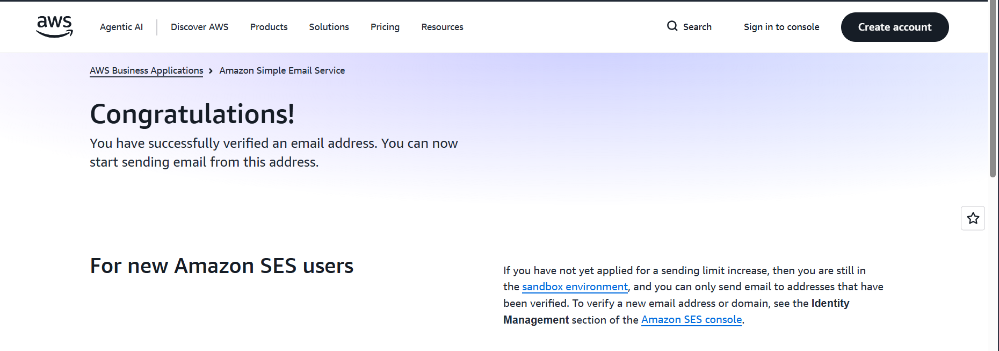 aws
Agentic AI
Discover AWS
Products
Solutions
Pricing
Resources
Search
Sign in to console
Create account
AWS Business Applications > Amazon Simple Email Service
Congratulations!
You have successfully verified an email address. You can now
start sending email from this address.
For new Amazon SES users
If you have not yet applied for a sending limit increase, then you are still in
the sandbox environment, and you can only send email to addresses that have
been verified. To verify a new email address or domain, see the Identity
Management section of the Amazon SES console.